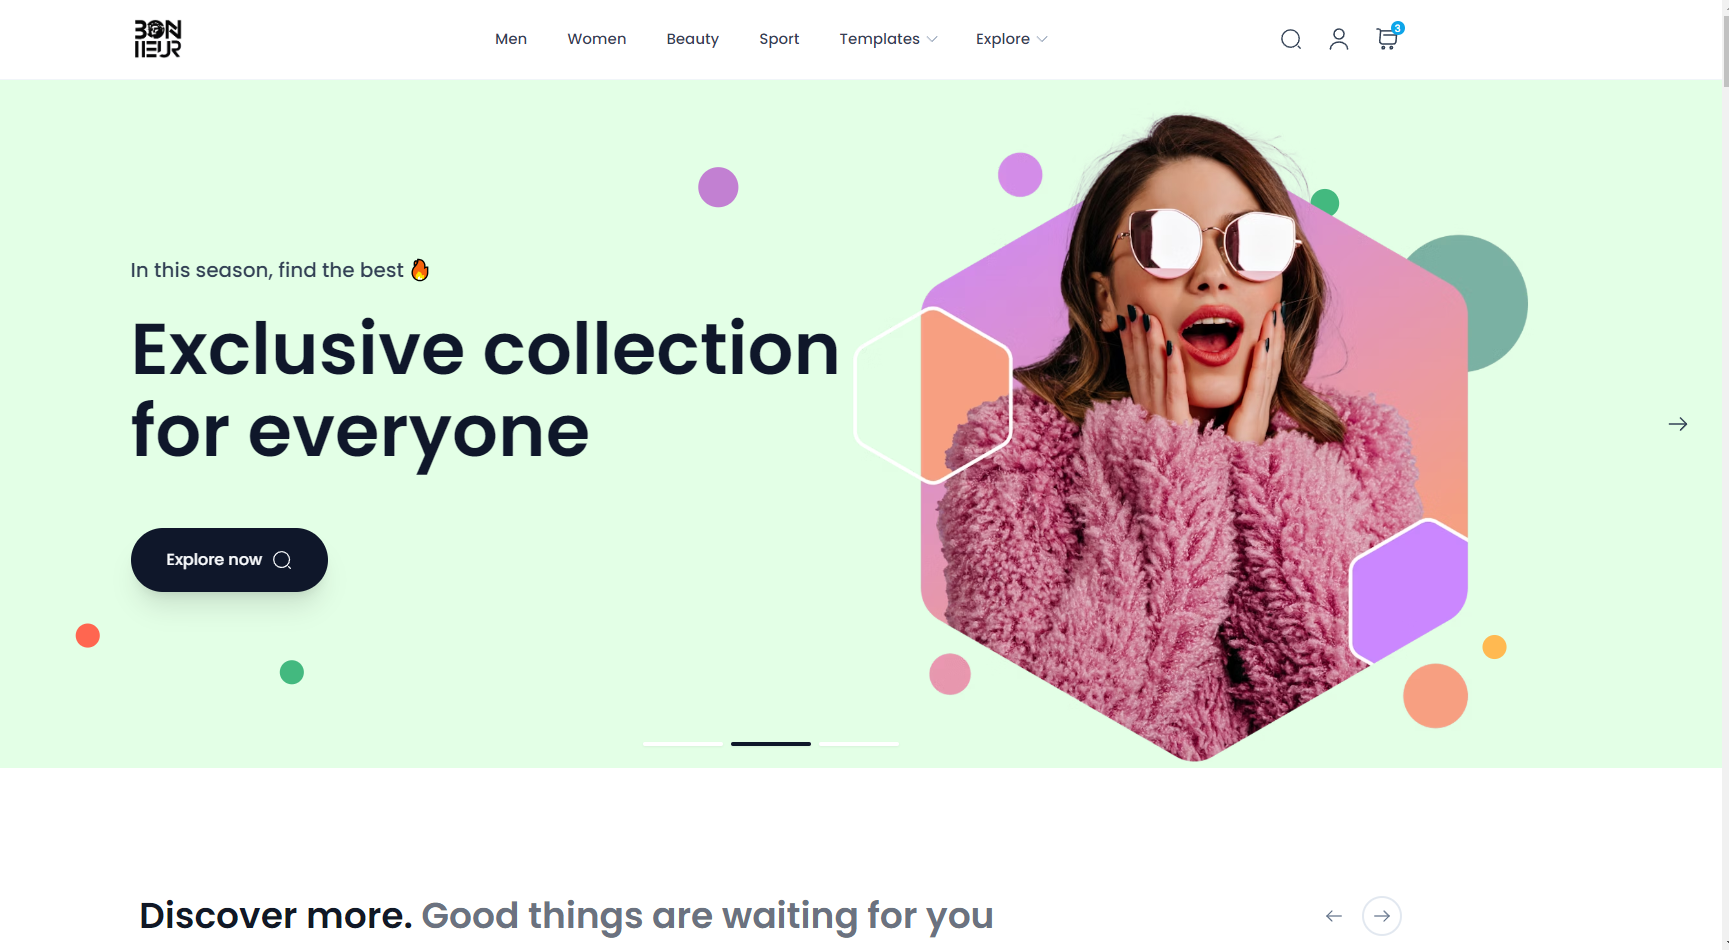 BON
HEUR
Men Women Beauty Sport Templates Explore
3
In this season, find the best 🔥
Exclusive collection
for everyone
Explore now
Discover more. Good things are waiting for you